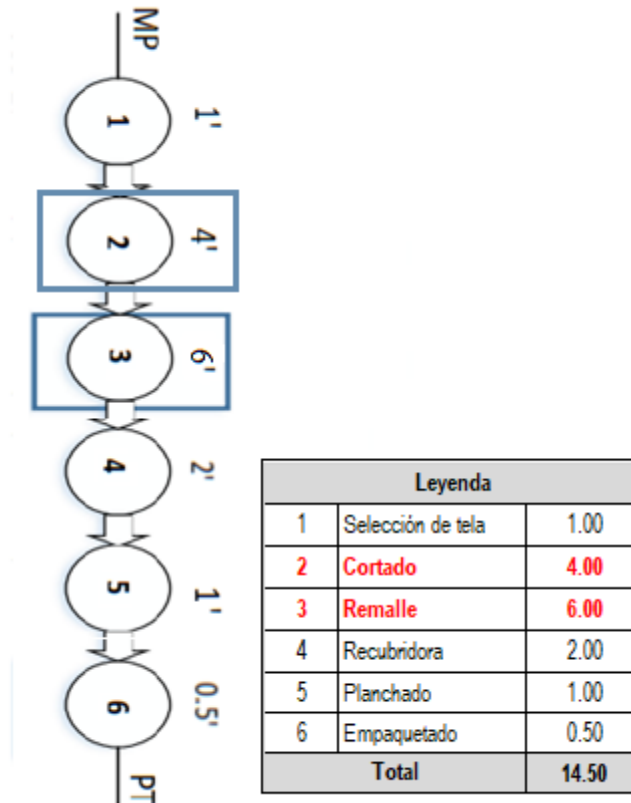 MP
1 1'
2 4'
3 6'
4 2'
5 1'
6 0.5'
PT
Leyenda
1 Selección de tela 1.00
2 Cortado 4.00
3 Remalle 6.00
4 Recubridora 2.00
5 Planchado 1.00
6 Empaquetado 0.50
Total 14.50